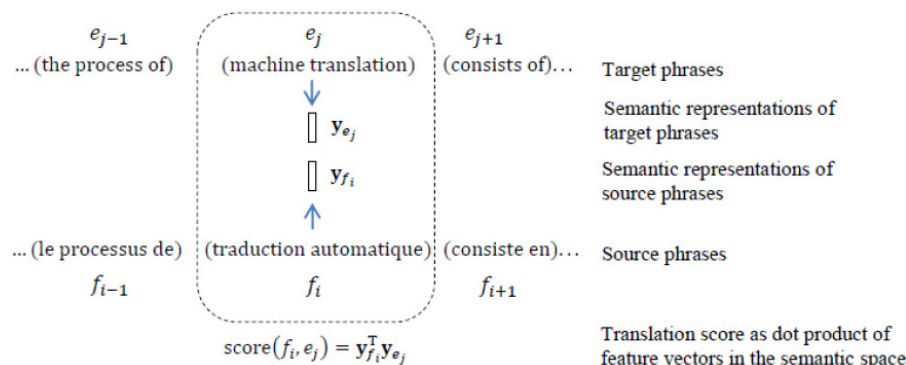 e_{j−1} e_j e_{j+1}
... (the process of) (machine translation) (consists of)... Target phrases
Semantic representations of
target phrases
y_{e_j}
y_{f_i}
Semantic representations of
source phrases
... (le processus de) (traduction automatique) (consiste en)... Source phrases
f_{i−1} f_i f_{i+1}
score(f_i, e_j) = y_{f_i}^T y_{e_j}
Translation score as dot product of
feature vectors in the semantic space